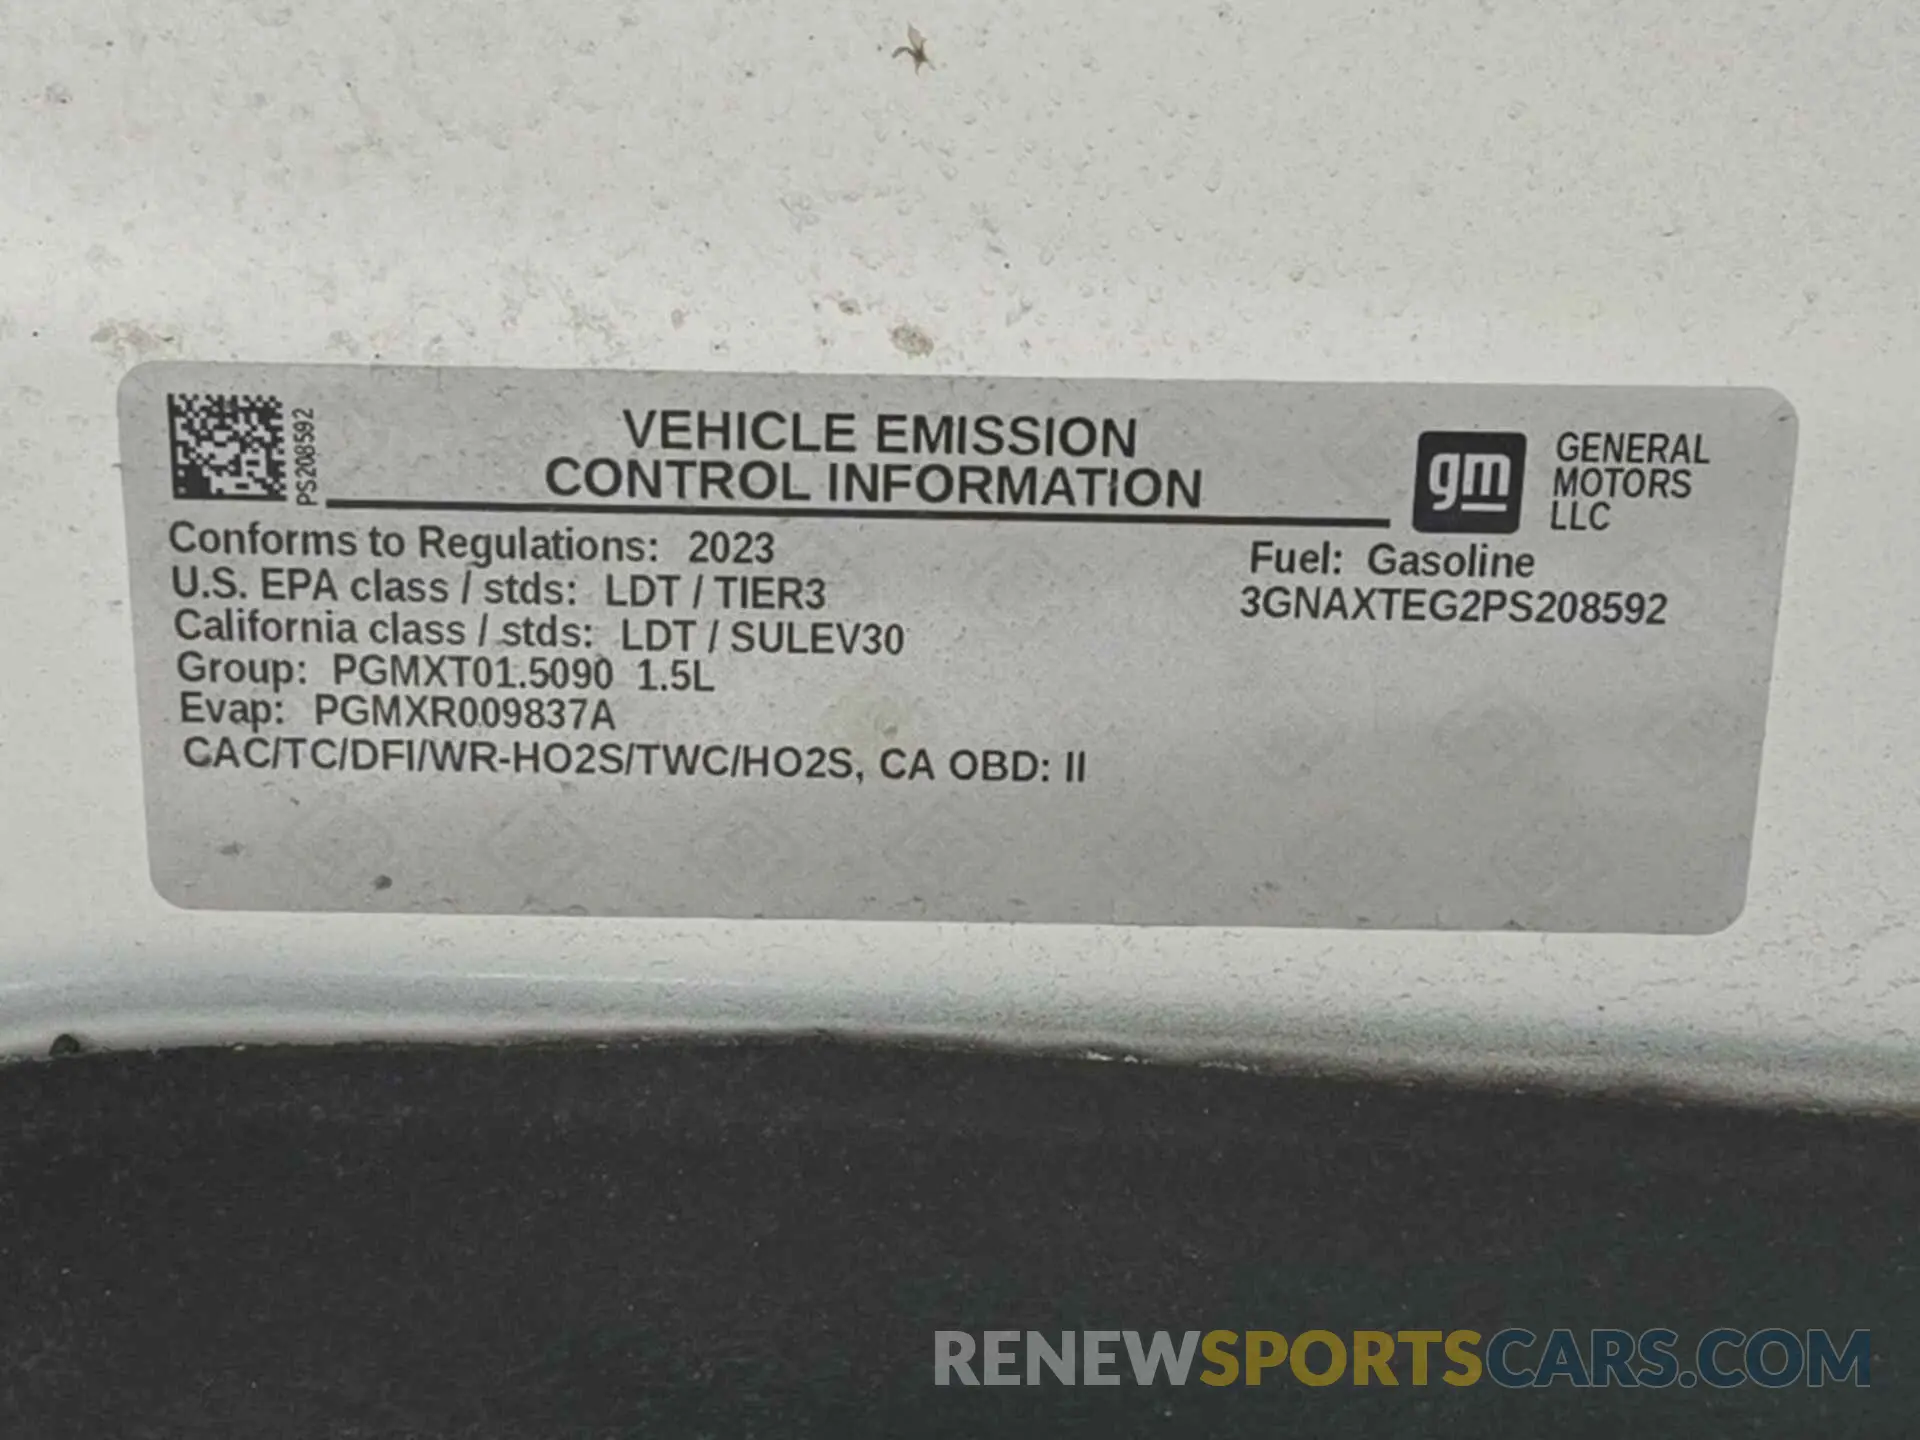 PS208592
VEHICLE EMISSION
CONTROL INFORMATION
gm
GENERAL
MOTORS
LLC
Conforms to Regulations: 2023
U.S. EPA class / stds: LDT / TIER3
California class / stds: LDT / SULEV30
Group: PGMXT01.5090 1.5L
Evap: PGMXR009837A
CAC/TC/DFI/WR-HO2S/TWC/HO2S, CA OBD: II
Fuel: Gasoline
3GNAXTEG2PS208592
RENEWSPORTSCARS.COM